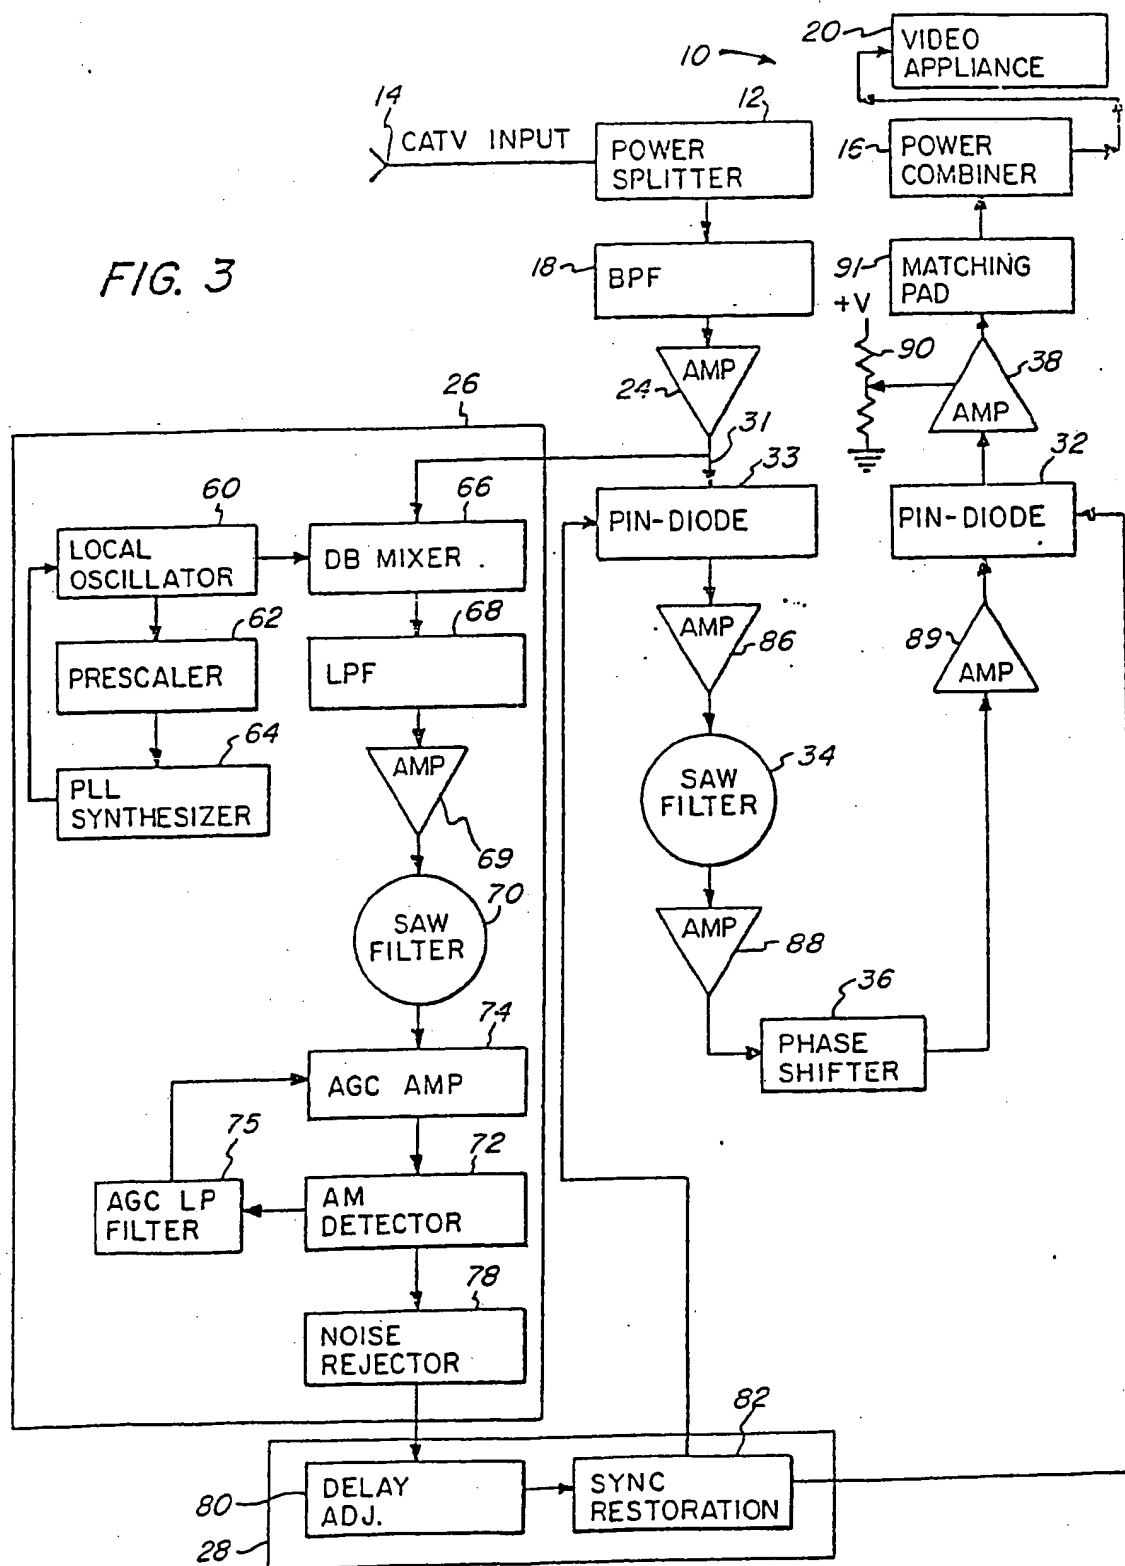 20
VIDEO
APPLIANCE
10
14
CATV INPUT
12
POWER
SPLITTER
16
POWER
COMBINER
FIG. 3
18
BPF
91
MATCHING
PAD
+V
90
38
AMP
24
AMP
26
31
33
PIN-DIODE
32
PIN-DIODE
60
LOCAL
OSCILLATOR
66
DB MIXER
62
PRESCALER
68
LPF
AMP
86
89
AMP
64
PLL
SYNTHESIZER
AMP
69
SAW
FILTER
34
70
SAW
FILTER
AMP
88
36
PHASE
SHIFTER
74
AGC AMP
75
AGC LP
FILTER
72
AM
DETECTOR
78
NOISE
REJECTOR
82
80
DELAY
ADJ.
SYNC
RESTORATION
28